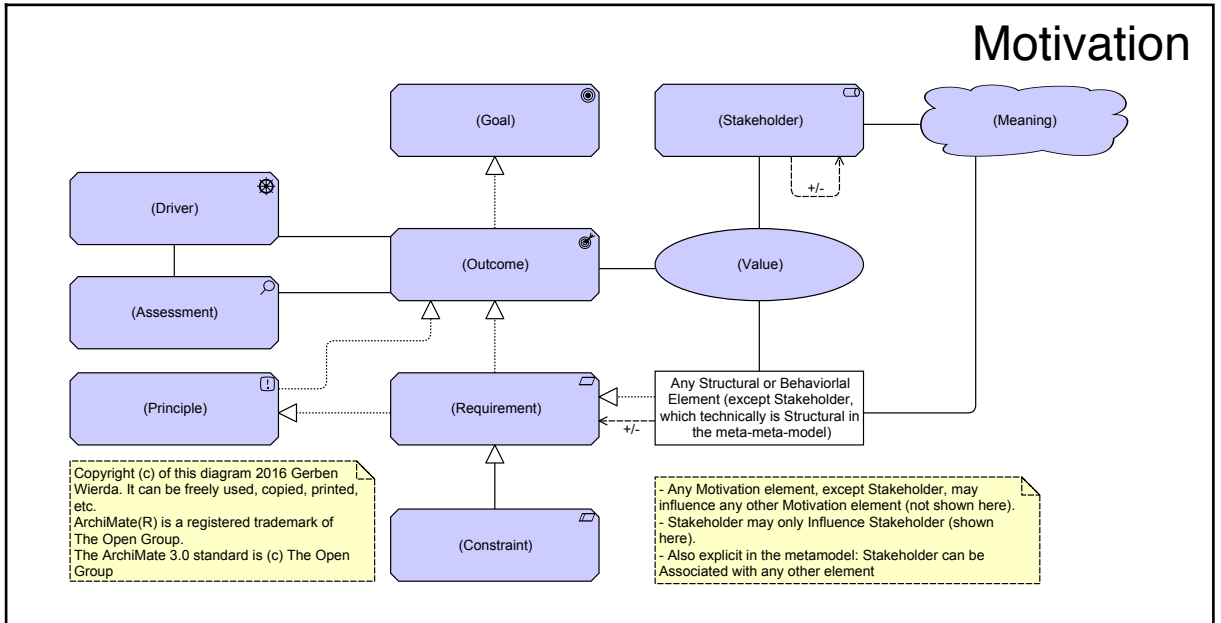 Motivation
(Goal)
(Stakeholder)
(Meaning)
+/-
(Driver)
(Outcome)
(Value)
(Assessment)
(Principle)
(Requirement)
Any Structural or Behaviorlal
Element (except Stakeholder,
which technically is Structural in
the meta-meta-model)
+/-
Copyright (c) of this diagram 2016 Gerben
Wierda. It can be freely used, copied, printed,
etc.
ArchiMate(R) is a registered trademark of
The Open Group.
The ArchiMate 3.0 standard is (c) The Open
Group
(Constraint)
- Any Motivation element, except Stakeholder, may
influence any other Motivation element (not shown here).
- Stakeholder may only Influence Stakeholder (shown
here).
- Also explicit in the metamodel: Stakeholder can be
Associated with any other element